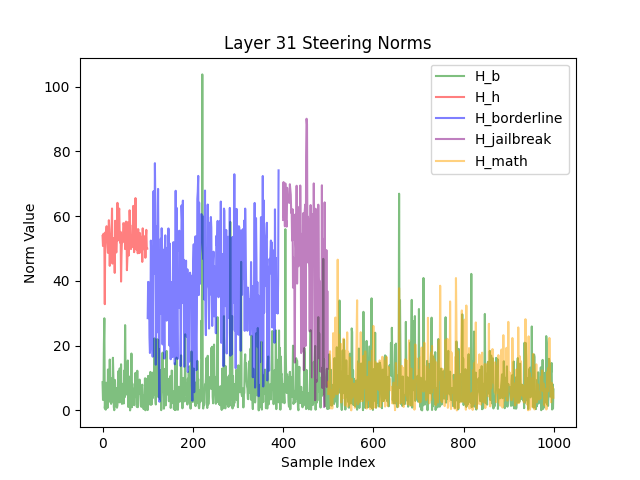 Layer 31 Steering Norms
H_b
H_h
H_borderline
H_jailbreak
H_math
Norm Value
100
80
60
40
20
0
0 200 400 600 800 1000
Sample Index